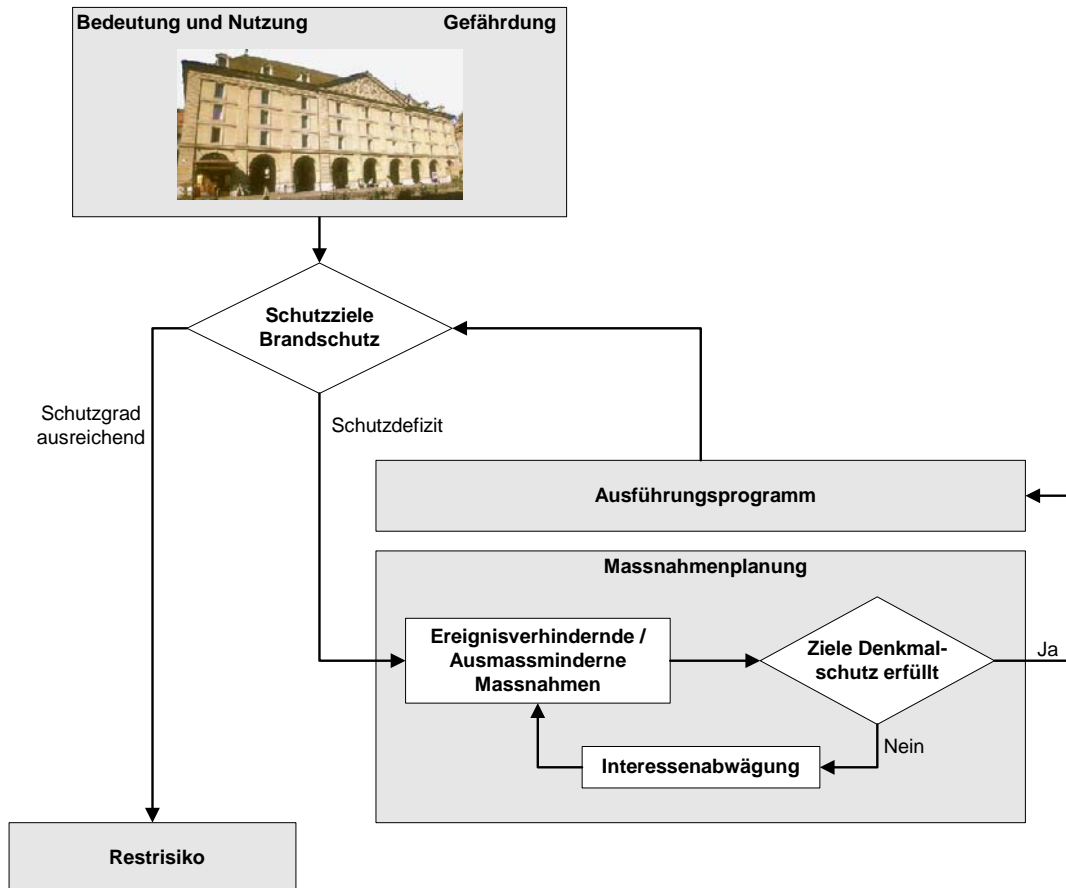 Bedeutung und Nutzung Gefährdung
Schutzziele
Brandschutz
Schutzgrad
ausreichend
Schutzdefizit
Ausführungsprogramm
Massnahmenplanung
Ereignisverhindernde /
Ausmassminderne
Massnahmen
Ziele Denkmal-
schutz erfüllt
Ja
Nein
Interessenabwägung
Restrisiko